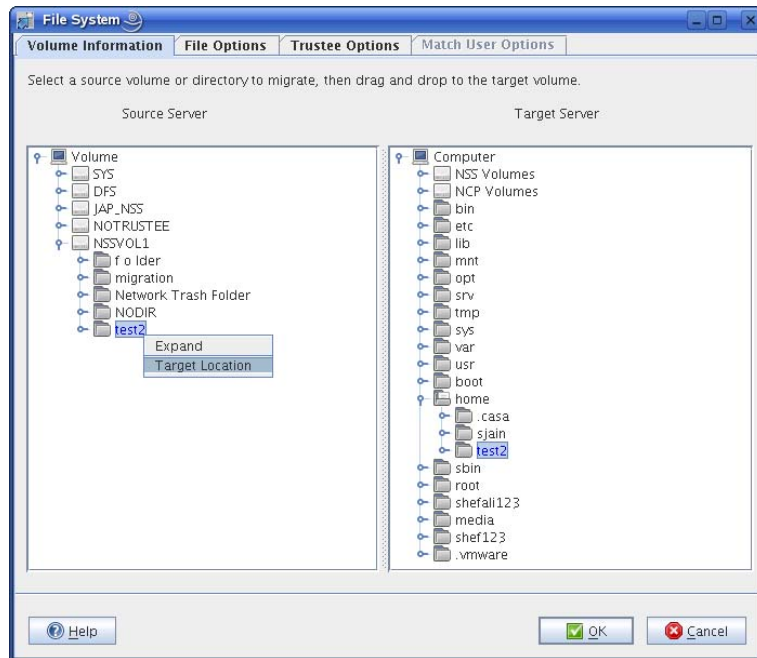 File System
Volume Information
File Options
Trustee Options
Match User Options
Select a source volume or directory to migrate, then drag and drop to the target volume.
Source Server
Target Server
Volume
SYS
DFS
JAP_NSS
NOTRUSTEE
NSSVOL1
f o lder
migration
Network Trash Folder
NODIR
test2
Expand
Target Location
Computer
NSS Volumes
NCP Volumes
bin
etc
lib
mnt
opt
srv
tmp
sys
var
usr
boot
home
.casa
sjain
test2
sbin
root
shefali123
media
shef123
.vmware
Help
OK
Cancel